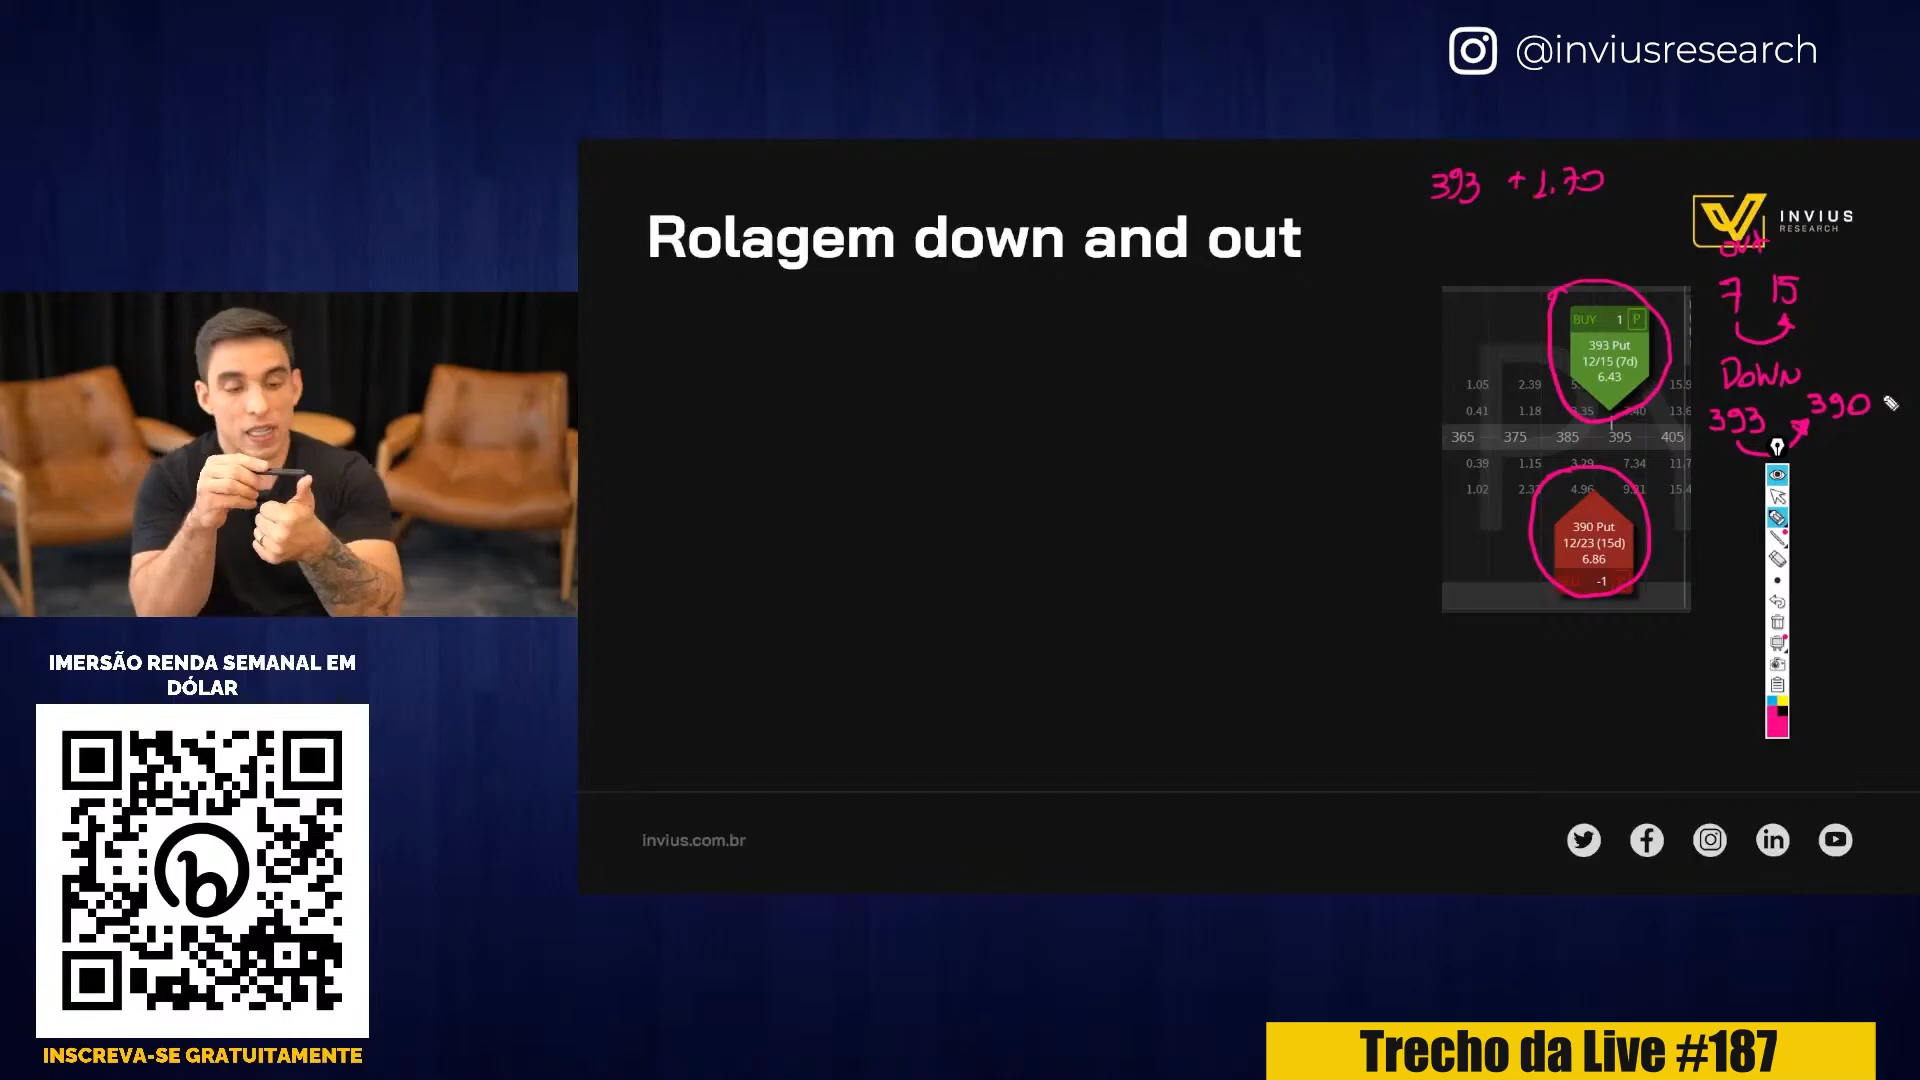 @inviusresearch
393 + 1.70
Rolagem down and out
INVIUS
RESEARCH
out
7 15
BUY 1 P
393 Put
12/15 (7d)
6.43
DOWN
393 390
1.05 2.39
0.41 1.18
365 375 385 395 405
0.39 1.15 3.29 7.34
1.02 4.96
390 Put
12/23 (15d)
6.86
-1
IMERSÃO RENDA SEMANAL EM
DÓLAR
b
INSCREVA-SE GRATUITAMENTE
invius.com.br
Trecho da Live #187